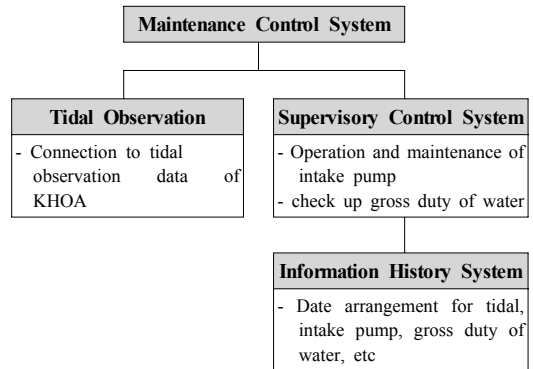 Maintenance Control System
Tidal Observation
- Connection to tidal
observation data of
KHOA
Supervisory Control System
- Operation and maintenance of
intake pump
- check up gross duty of water
Information History System
- Date arrangement for tidal,
intake pump, gross duty of
water, etc